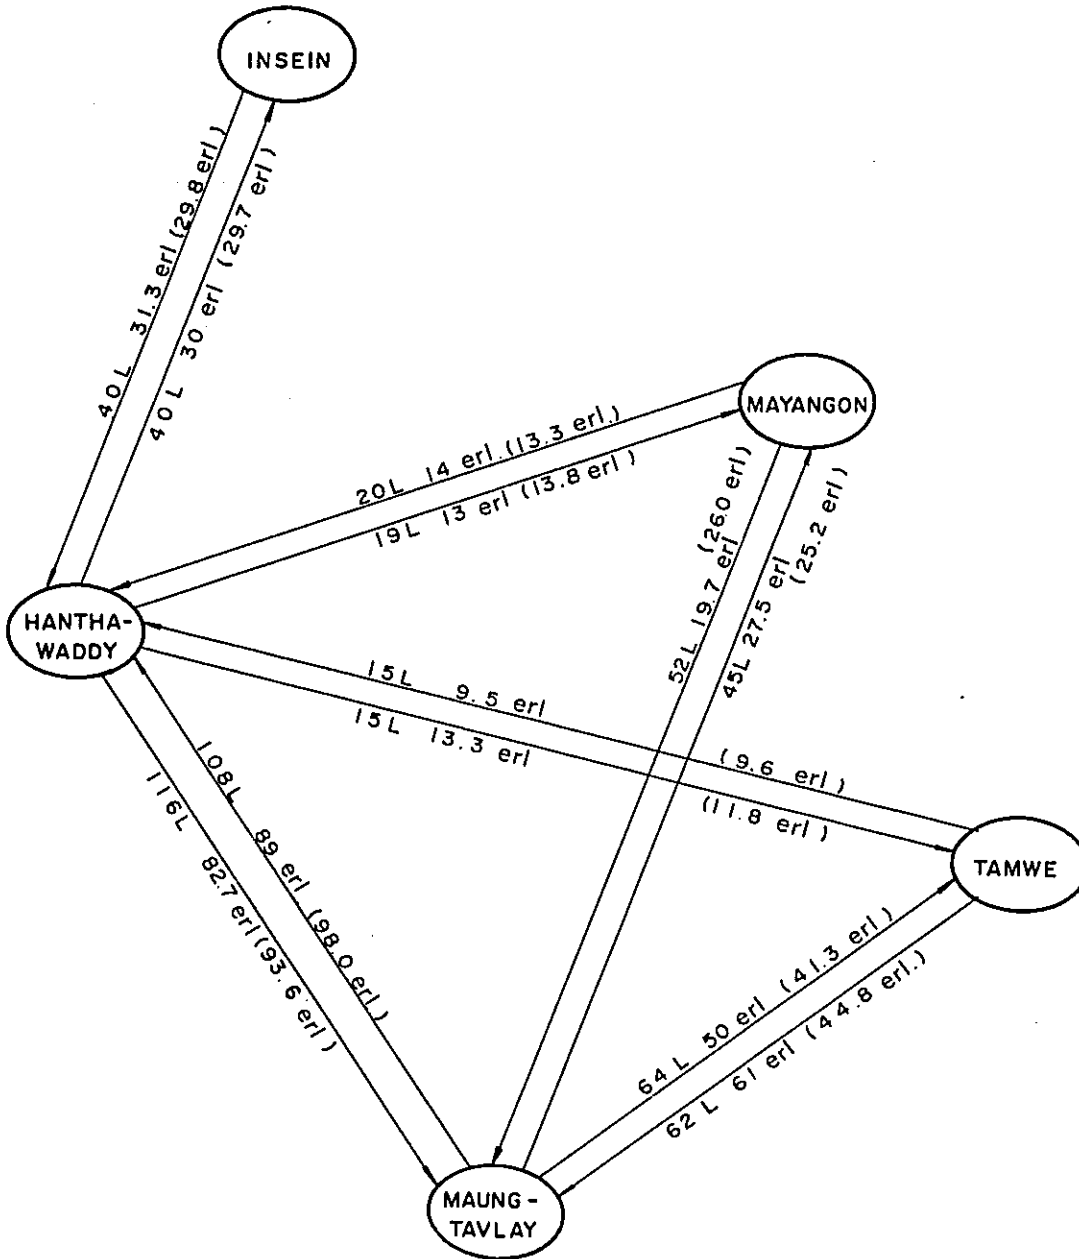 INSEIN
40L 31.3 erl (29.8 erl)
40L 30 erl (29.7 erl)
MAYANGON
20L 14 erl. (13.3 erl.)
19L 13 erl (13.8 erl)
52L 19.7 erl (26.0 erl)
45L 27.5 erl (25.2 erl)
HANTHA-
WADDY
15L 9.5 erl (9.6 erl)
15L 13.3 erl (11.8 erl)
TAMWE
108L 89 erl (98.0 erl)
116L 82.7 erl (93.6 erl)
64L 50 erl (41.3 erl)
62L 61 erl (44.8 erl.)
MAUNG-
TAVLAY